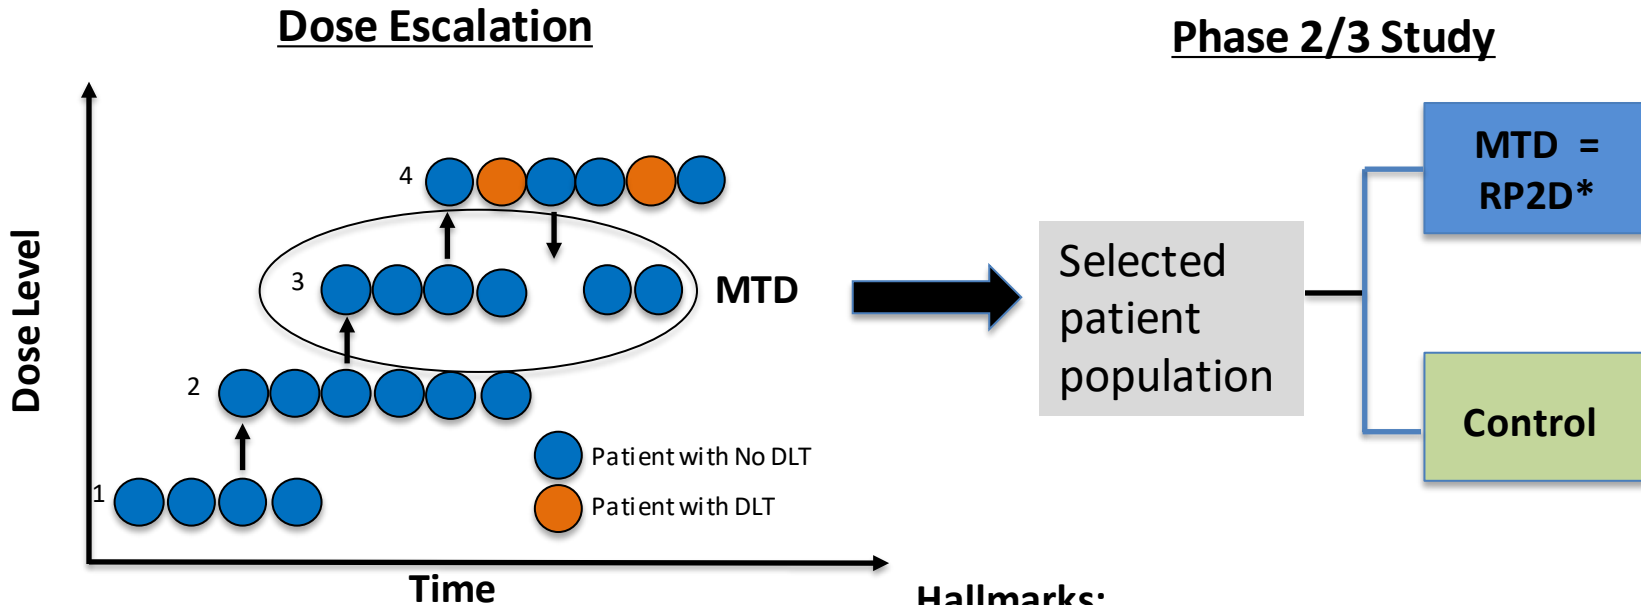 Dose Escalation
Phase 2/3 Study
Dose Level
4
3
MTD
2
1
Patient with No DLT
Patient with DLT
Time
Selected
patient
population
MTD =
RP2D*
Control
Hallmarks: